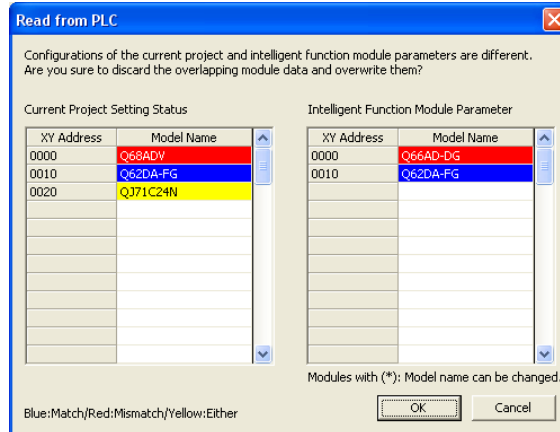 Read from PLC
Configurations of the current project and intelligent function module parameters are different.
Are you sure to discard the overlapping module data and overwrite them?
Current Project Setting Status
XY Address Model Name
0000 Q68ADV
0010 Q62DA-FG
0020 QJ71C24N
Intelligent Function Module Parameter
XY Address Model Name
0000 Q66AD-DG
0010 Q62DA-FG
Modules with (*): Model name can be changed.
Blue:Match/Red:Mismatch/Yellow:Either
OK
Cancel